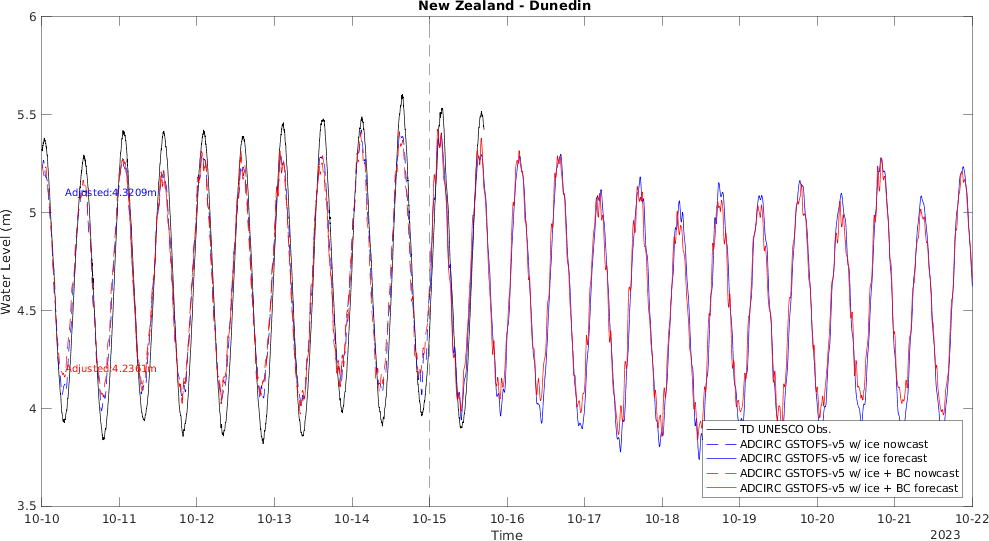 New Zealand - Dunedin
Water Level (m)
6
5.5
5
4.5
4
3.5
Adjusted:4.3209m
Adjusted:4.2361m
TD UNESCO Obs.
ADCIRC GSTOFS-v5 w/ ice nowcast
ADCIRC GSTOFS-v5 w/ ice forecast
ADCIRC GSTOFS-v5 w/ ice + BC nowcast
ADCIRC GSTOFS-v5 w/ ice + BC forecast
10-10 10-11 10-12 10-13 10-14 10-15 10-16 10-17 10-18 10-19 10-20 10-21 10-22
Time
2023